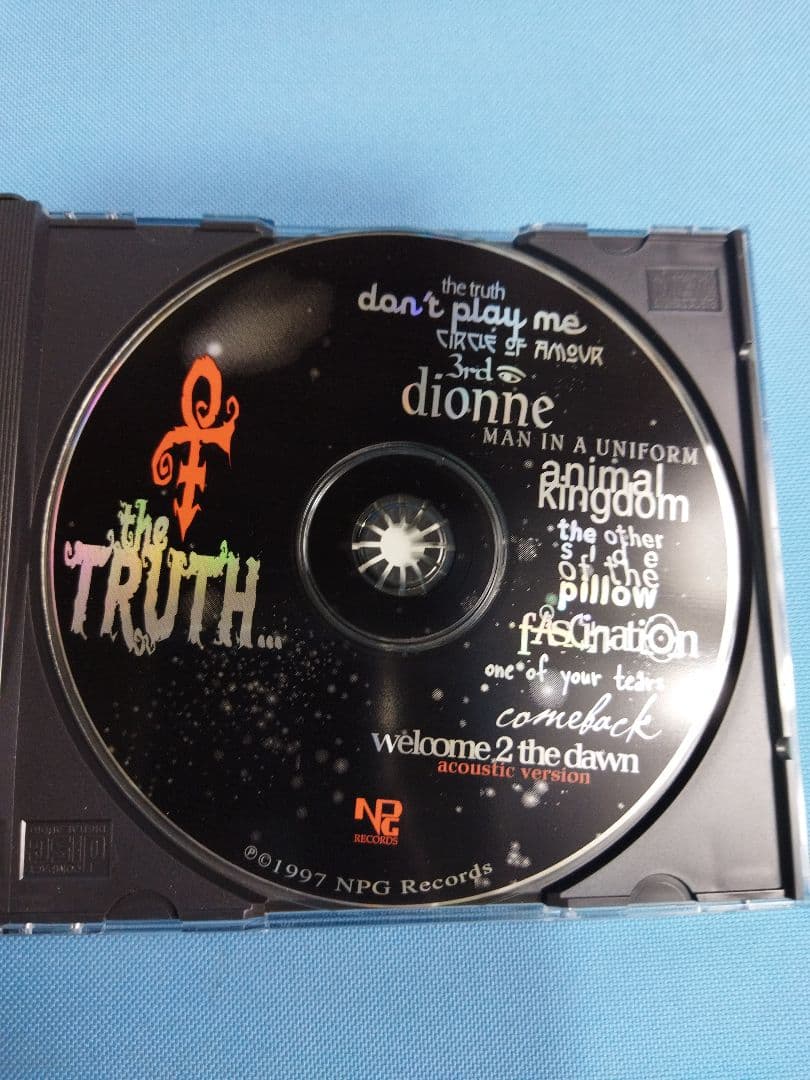 the truth
don't play me
CIRCLE OF AMOUR
3rd
dionne
MAN IN A UNIFORM
animal
kingdom
the other
side
of the
pillow
fascination
one of your tears
comeback
welcome 2 the dawn
acoustic version
the
TRUTH...
NPG
RECORDS
℗©1997 NPG Records